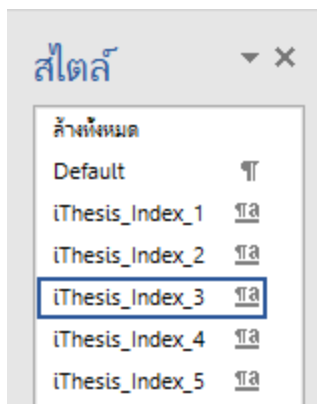 สไตล์
ล้างทั้งหมด
Default ¶
iThesis_Index_1 ¶a
iThesis_Index_2 ¶a
iThesis_Index_3 ¶a
iThesis_Index_4 ¶a
iThesis_Index_5 ¶a